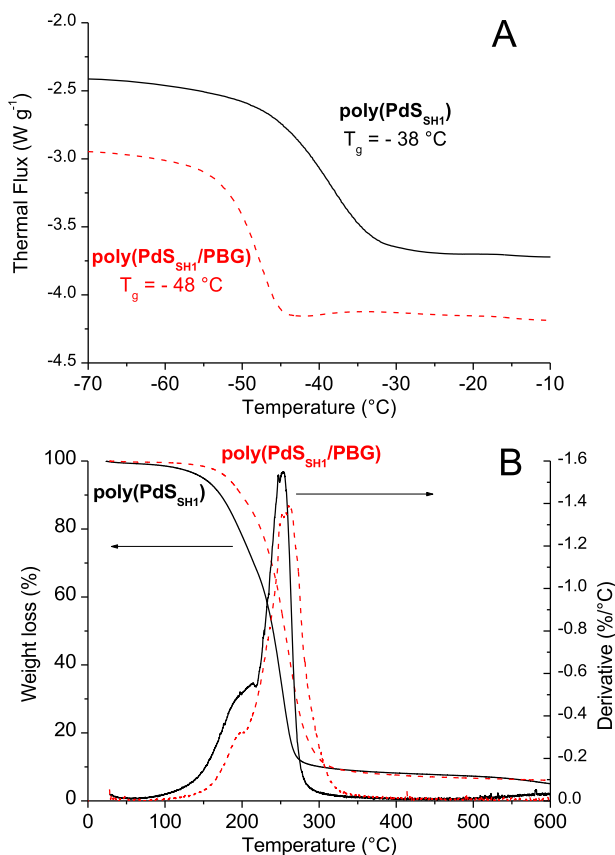 A
-2.0
-2.5
-3.0
-3.5
-4.0
-4.5
Thermal Flux (W g-1)
poly(PdSSH1)
Tg = - 38 °C
poly(PdSSH1/PBG)
Tg = - 48 °C
-70 -60 -50 -40 -30 -20 -10
Temperature (°C)
poly(PdSSH1/PBG)
B
poly(PdSSH1)
100
80
60
40
20
0
Weight loss (%)
-1.6
-1.4
-1.2
-1.0
-0.8
-0.6
-0.4
-0.2
0.0
Derivative (%/°C)
0 100 200 300 400 500 600
Temperature (°C)